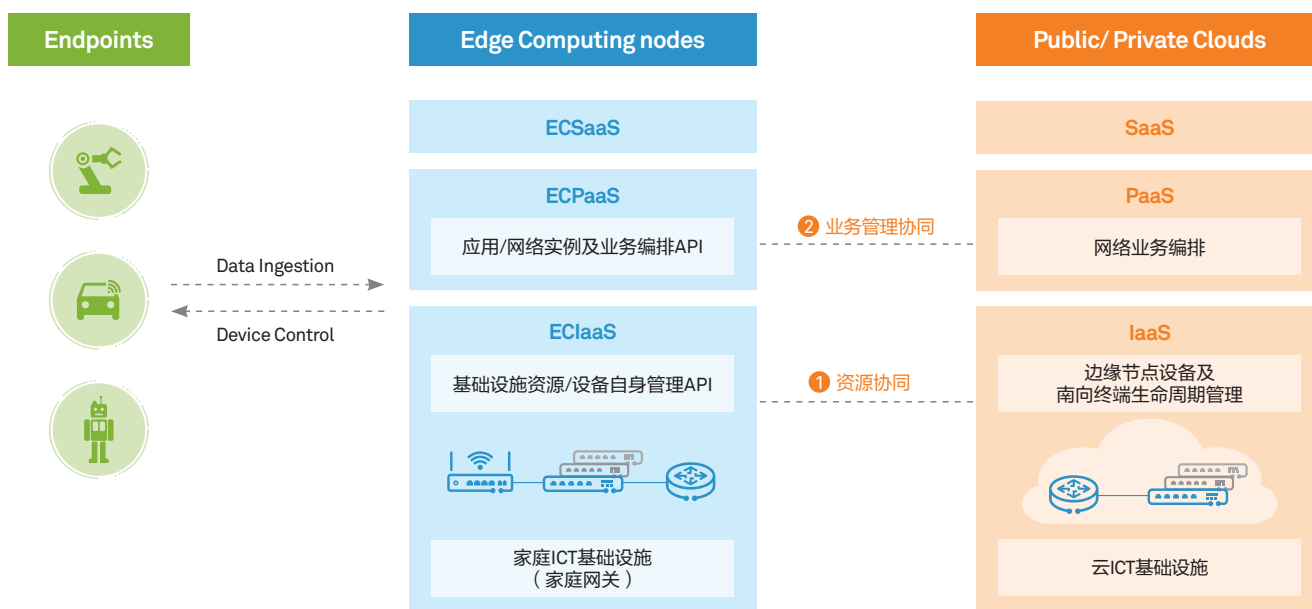 Endpoints
Edge Computing nodes
Public/ Private Clouds
Data Ingestion
Device Control
ECSaaS
ECPaaS
应用/网络实例及业务编排API
ECIaaS
基础设施资源/设备自身管理API
家庭ICT基础设施
（家庭网关）
2 业务管理协同
1 资源协同
SaaS
PaaS
网络业务编排
IaaS
边缘节点设备及
南向终端生命周期管理
云ICT基础设施